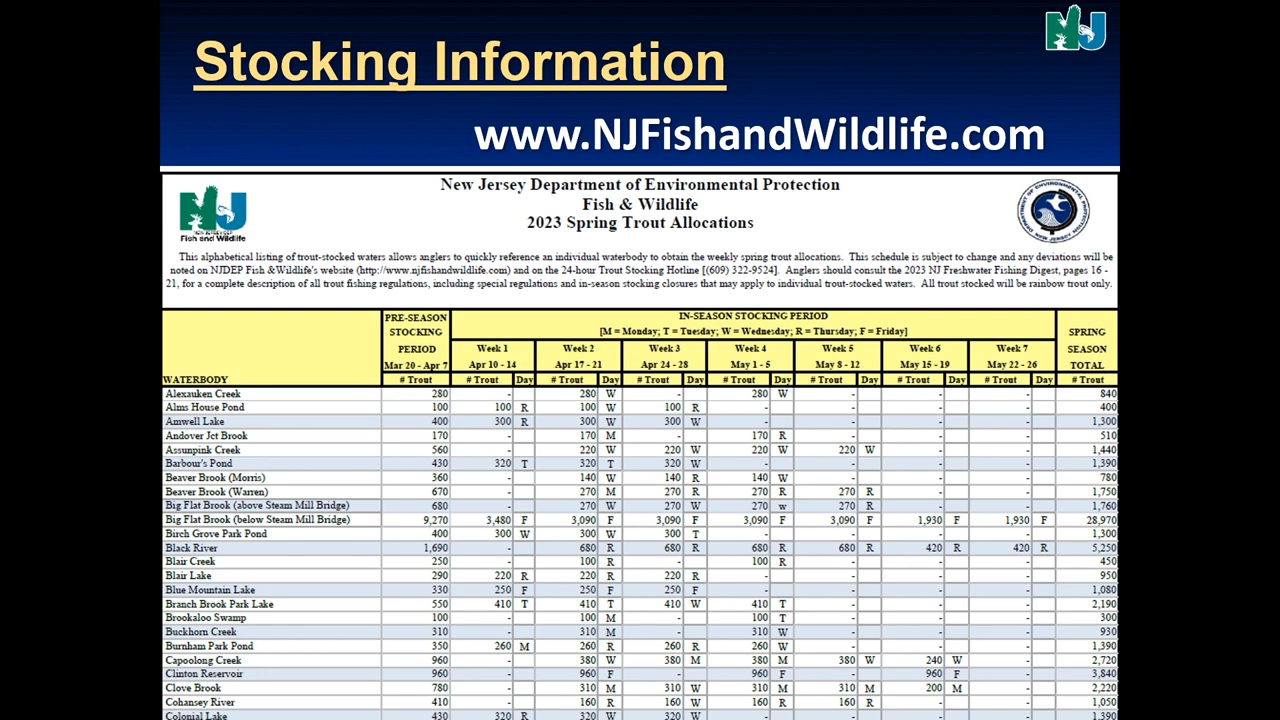 NJ
Stocking Information
www.NJFishandWildlife.com
New Jersey Department of Environmental Protection
Fish & Wildlife
2023 Spring Trout Allocations
NJ
Fish and Wildlife
This alphabetical listing of trout-stocked waters allows anglers to quickly reference an individual waterbody to obtain the weekly spring trout allocations. This schedule is subject to change and any deviations will be
noted on NJDEP Fish &Wildlife's website (http://www.njfishandwildlife.com) and on the 24-hour Trout Stocking Hotline [(609) 322-9524]. Anglers should consult the 2023 NJ Freshwater Fishing Digest, pages 16 -
21, for a complete description of all trout fishing regulations, including special regulations and in-season stocking closures that may apply to individual trout-stocked waters. All trout stocked will be rainbow trout only.
PRE-SEASON IN-SEASON STOCKING PERIOD
STOCKING [M = Monday; T = Tuesday; W = Wednesday; R = Thursday; F = Friday] SPRING
PERIOD Week 1 Week 2 Week 3 Week 4 Week 5 Week 6 Week 7 SEASON
Mar 20 - Apr 7 Apr 10 - 14 Apr 17 - 21 Apr 24 - 28 May 1 - 5 May 8 - 12 May 15 - 19 May 22 - 26 TOTAL
WATERBODY # Trout # Trout Day # Trout Day # Trout Day # Trout Day # Trout Day # Trout Day # Trout Day # Trout
Alexauken Creek 280 - 280 W - 280 W - - - 840
Alms House Pond 100 100 R 100 W 100 R - - - - 400
Amwell Lake 400 300 R 300 W 300 W - - - - 1,300
Andover Jct Brook 170 - 170 M - 170 R - - - 510
Assunpink Creek 560 - 220 W 220 W 220 W 220 W - - 1,440
Barbour's Pond 430 320 T 320 T 320 W - - - - 1,390
Beaver Brook (Morris) 360 - 140 W 140 R 140 W - - - 780
Beaver Brook (Warren) 670 - 270 M 270 R 270 R 270 R - - 1,750
Big Flat Brook (above Steam Mill Bridge) 680 - 270 W 270 W 270 w 270 R - - 1,760
Big Flat Brook (below Steam Mill Bridge) 9,270 3,480 F 3,090 F 3,090 F 3,090 F 3,090 F 1,930 F 1,930 F 28,970
Birch Grove Park Pond 400 300 W 300 W 300 T - - - - 1,300
Black River 1,690 - 680 R 680 R 680 R 680 R 420 R 420 R 5,250
Blair Creek 250 - 100 R - 100 R - - - 450
Blair Lake 290 220 R 220 R 220 R - - - - 950
Blue Mountain Lake 330 250 F 250 F 250 F - - - - 1,080
Branch Brook Park Lake 550 410 T 410 T 410 W 410 T - - - 2,190
Brookaloo Swamp 100 - 100 M - 100 T - - - 300
Buckhorn Creek 310 - 310 M - 310 W - - - 930
Burnham Park Pond 350 260 M 260 R 260 R 260 W - - - 1,390
Capoolong Creek 960 - 380 W 380 M 380 M 380 W 240 W - 2,720
Clinton Reservoir 960 - 960 F - 960 F - 960 F - 3,840
Clove Brook 780 - 310 M 310 W 310 M 310 M 200 M - 2,220
Cohansey River 410 - 160 R 160 W 160 R 160 R - - 1,050
Colonial Lake 430 320 R 320 W 320 W - - - - 1,390